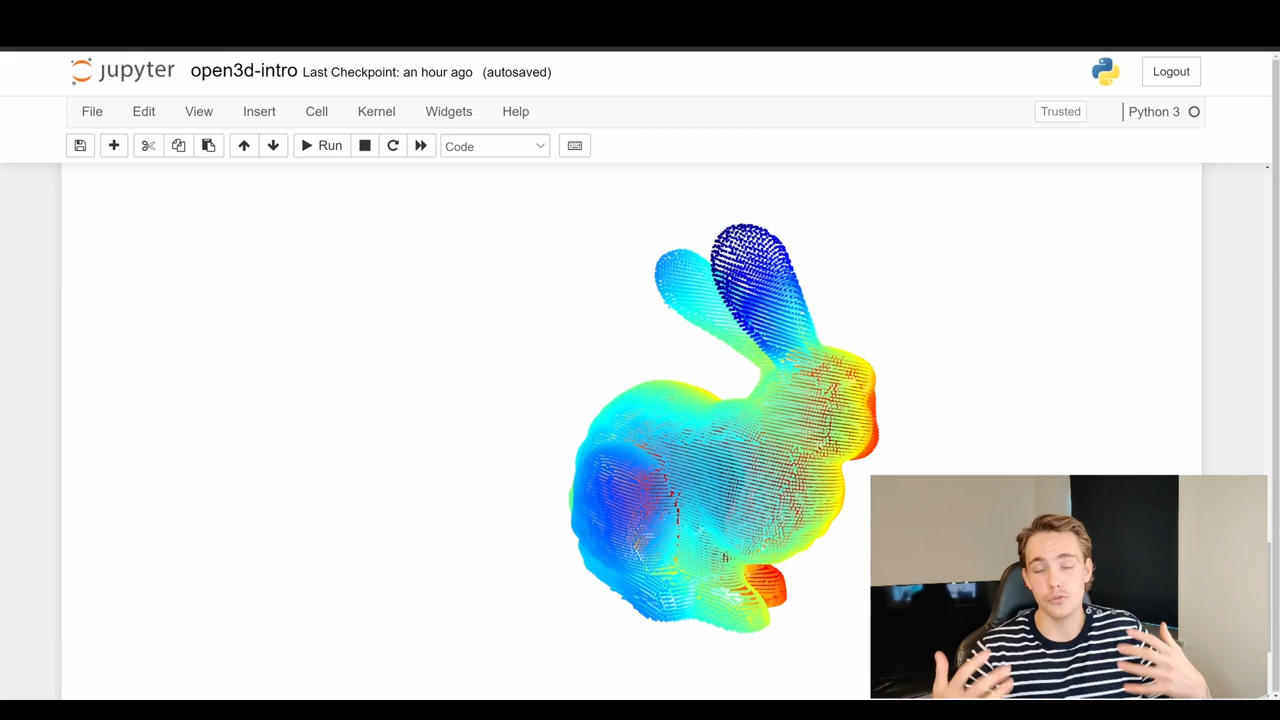 jupyter open3d-intro Last Checkpoint: an hour ago (autosaved) Logout
File Edit View Insert Cell Kernel Widgets Help Trusted Python 3
Run Code